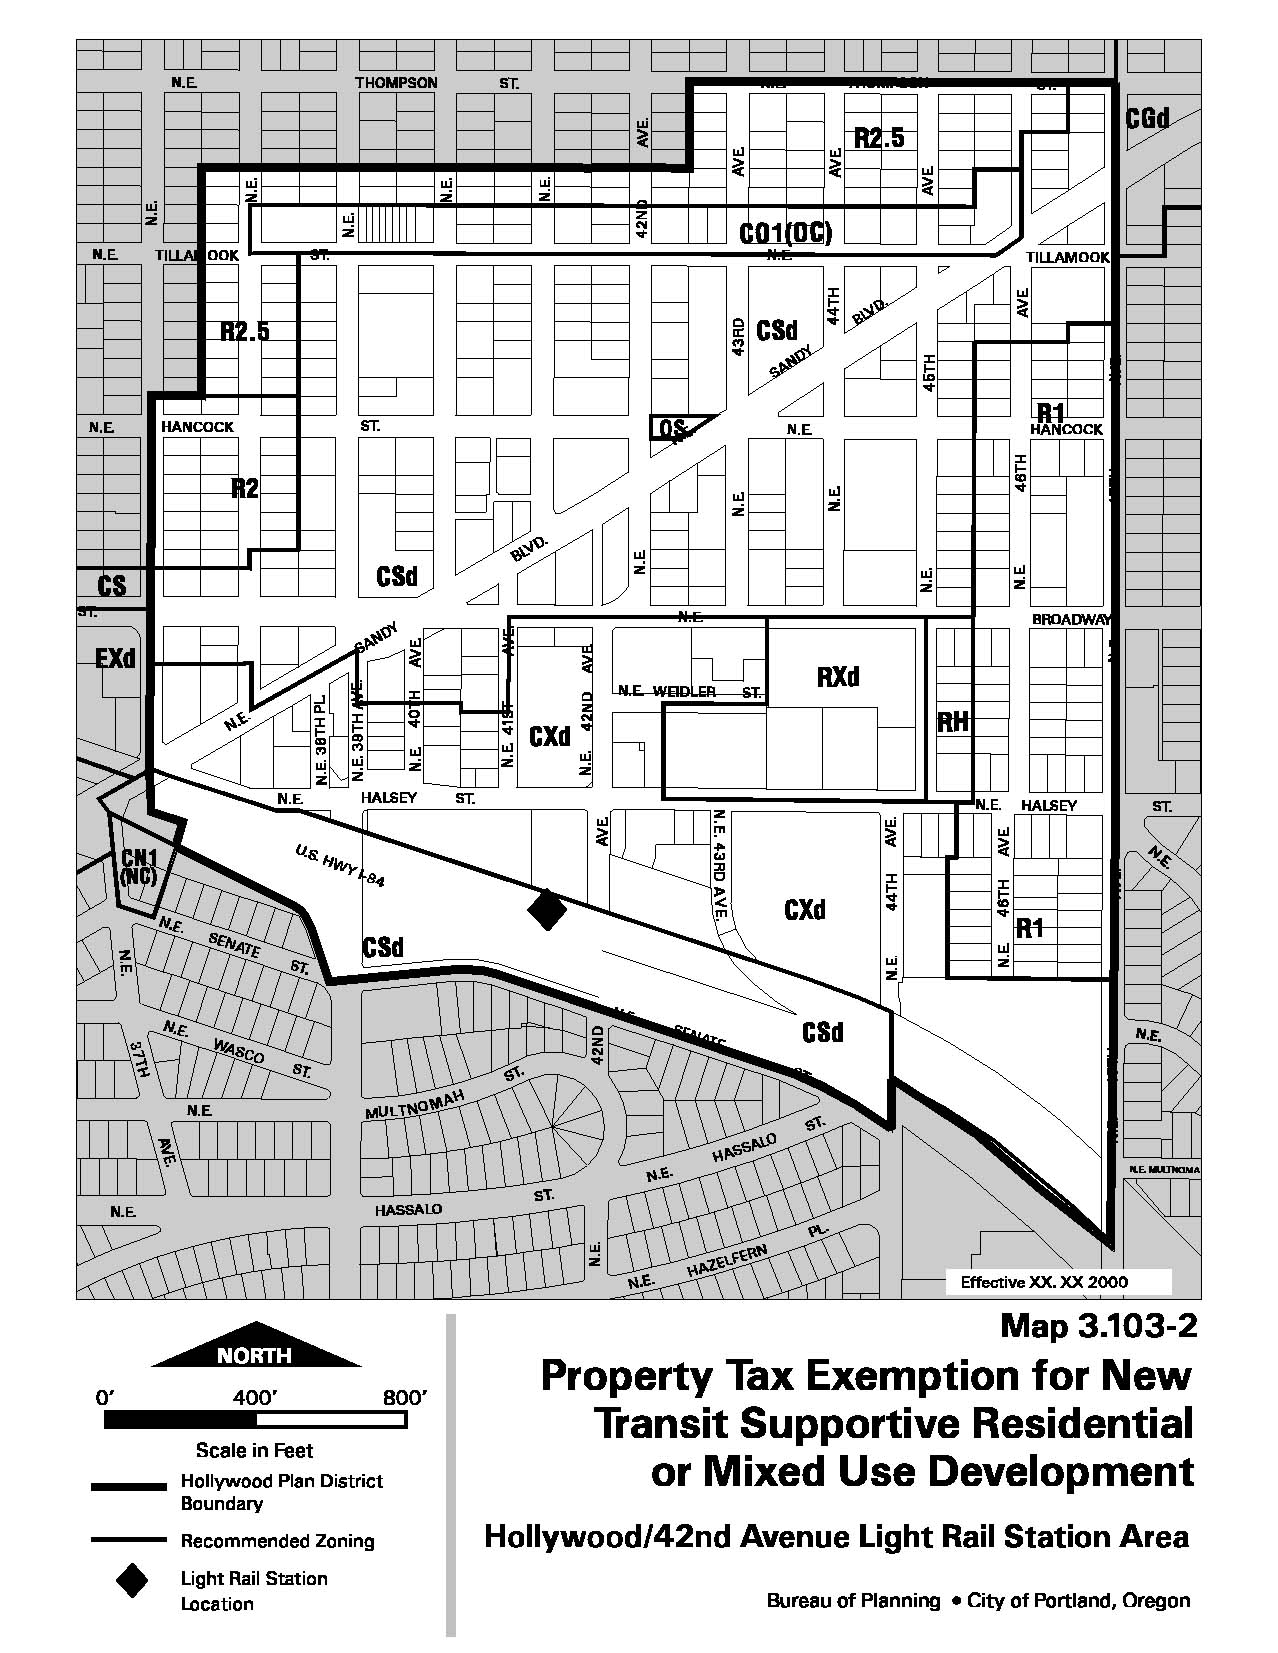 N.E. THOMPSON ST. N.E. THOMPSON ST.
CGd
AVE.
R2.5
AVE. AVE. AVE.
N.E. N.E. N.E. N.E. N.E. 42ND
CO1(OC)
N.E. TILLAMOOK ST. N.E. TILLAMOOK
44TH BLVD. AVE.
R2.5
43RD CSd
SANDY 45TH
R1
N.E. HANCOCK ST. OS N.E. HANCOCK
46TH
R2
N.E. N.E.
BLVD.
N.E. N.E. N.E.
CS CSd
ST. N.E. BROADWAY
SANDY AVE. AVE. AVE.
EXd
RXd
N.E. WEIDLER ST.
N.E. N.E. 38TH PL. N.E. 39TH AVE. N.E. 40TH N.E. 41ST N.E. 42ND
CXd RH
N.E. HALSEY ST. N.E. HALSEY ST.
AVE. N.E. 43RD AVE. AVE. AVE.
CN1
(NC)
U.S. HWY I-84
N.E.
44TH 46TH
CXd
R1
N.E. SENATE ST.
CSd
N.E. N.E. N.E.
N.E. SENATE ST.
CSd
N.E.
N.E. WASCO ST.
37TH
42ND
MULTNOMAH ST.
N.E.
AVE.
N.E. HASSALO ST.
N.E. MULTNOMA
N.E. HASSALO ST.
N.E.
N.E. HAZELFERN PL.
Effective XX. XX 2000
Map 3.103-2
Property Tax Exemption for New
Transit Supportive Residential
or Mixed Use Development
Hollywood/42nd Avenue Light Rail Station Area
Bureau of Planning • City of Portland, Oregon
NORTH
0' 400' 800'
Scale in Feet
Hollywood Plan District
Boundary
Recommended Zoning
Light Rail Station
Location